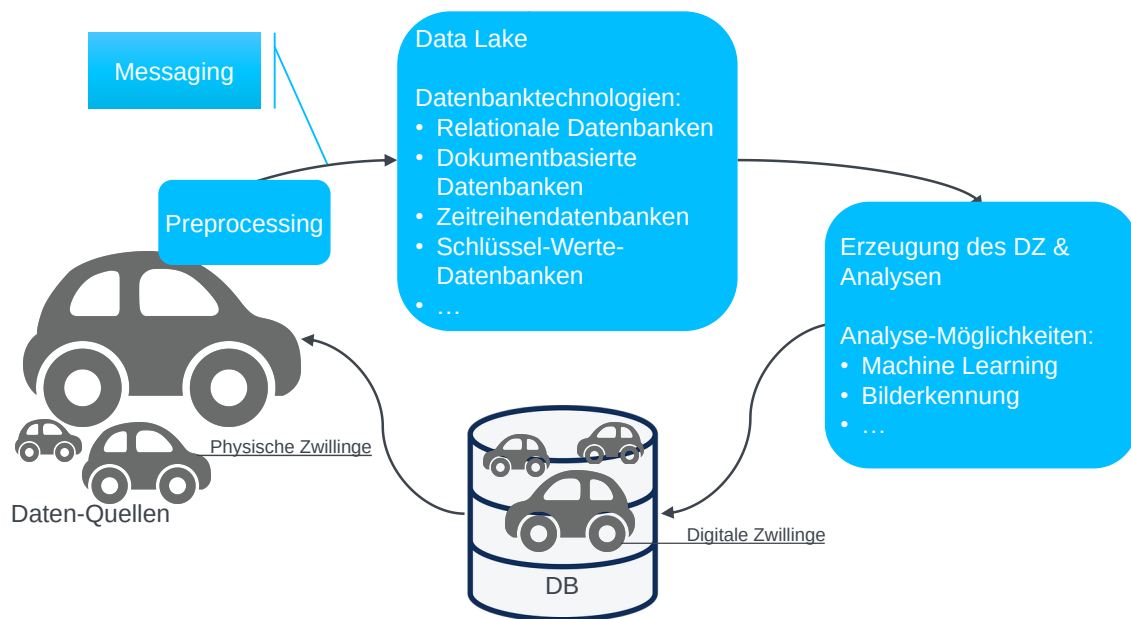 Messaging
Preprocessing
Data Lake
Datenbanktechnologien:
• Relationale Datenbanken
• Dokumentbasierte
Datenbanken
• Zeitreihendatenbanken
• Schlüssel-Werte-
Datenbanken
• …
Erzeugung des DZ &
Analysen
Analyse-Möglichkeiten:
• Machine Learning
• Bilderkennung
• …
Physische Zwillinge
Daten-Quellen
Digitale Zwillinge
DB